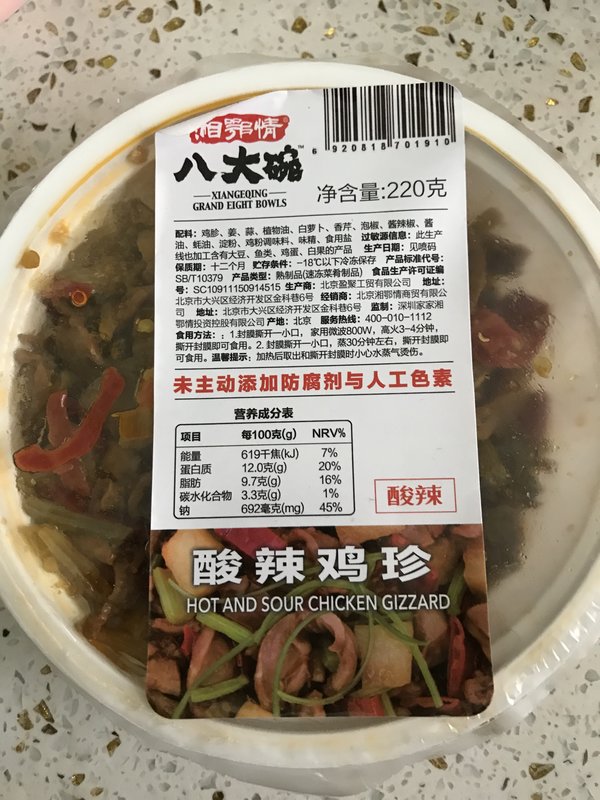 湘鄂情
八大碗™
XIANGEQING
GRAND EIGHT BOWLS
6 920818 701910
净含量:220克
配料: 鸡胗、姜、蒜、植物油、白萝卜、香芹、泡椒、酱辣椒、酱
油、蚝油、淀粉、鸡粉调味料、味精、食用盐 过敏源信息: 此生产
线也加工含有大豆、鱼类、鸡蛋、白果的产品 生产日期: 见喷码
保质期: 十二个月 贮存条件: -18℃以下冷冻保存 产品标准代号:
SB/T10379 产品类型: 熟制品(速冻菜肴制品) 食品生产许可证编
号: SC10911150914515 生产商: 北京盈聚工贸有限公司 地址:
北京市大兴区经济开发区金科巷6号 经销商: 北京湘鄂情商贸有限公
司 地址: 北京市大兴区经济开发区金科巷6号 监制: 深圳家家湘
鄂情投资控股有限公司 产地: 北京 服务热线: 400-010-1112
食用方法: : 1.封膜撕开一小口, 家用微波800W, 高火3-4分钟,
撕开封膜即可食用。2. 封膜撕开一小口, 蒸30分钟左右, 撕开封膜即
可食用。温馨提示: 加热后取出和撕开封膜时小心水蒸气烫伤。
未主动添加防腐剂与人工色素
营养成分表
项目 每100克(g) NRV%
能量 619千焦(kJ) 7%
蛋白质 12.0克(g) 20%
脂肪 9.7克(g) 16%
碳水化合物 3.3克(g) 1%
钠 692毫克(mg) 45%
酸辣
酸辣鸡珍
HOT AND SOUR CHICKEN GIZZARD